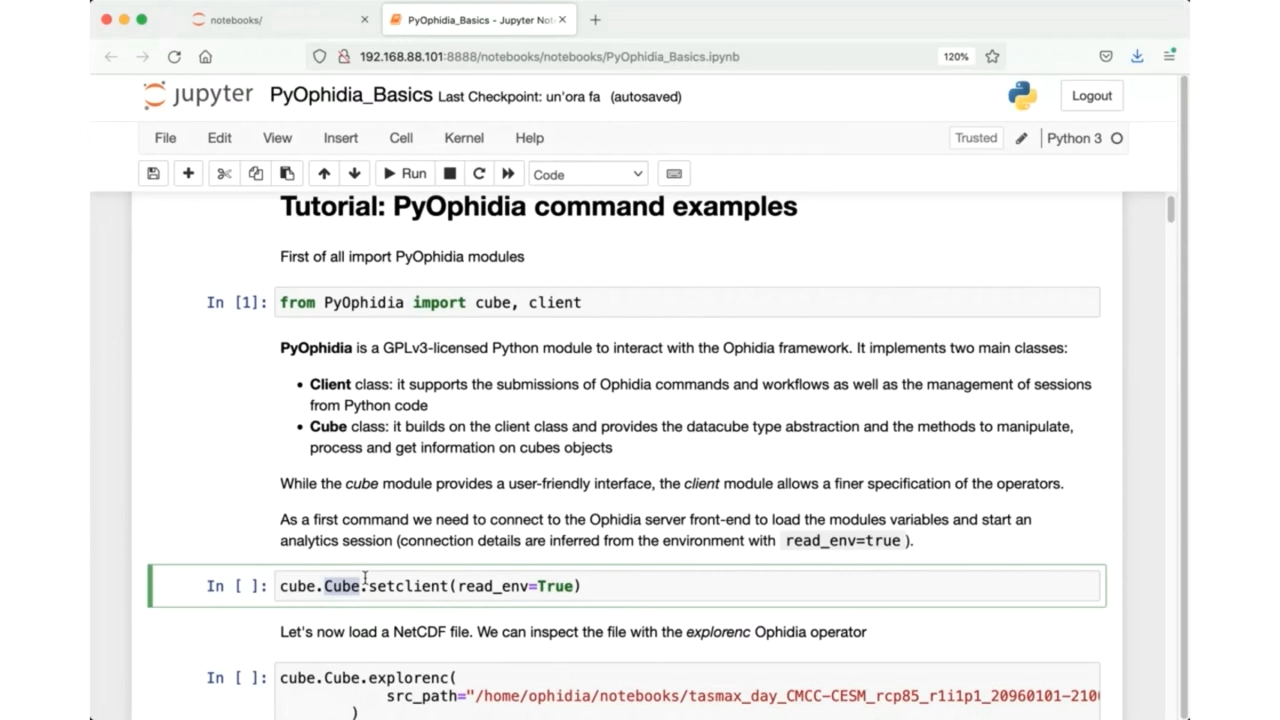 notebooks/
PyOphidia_Basics - Jupyter Not
192.168.88.101:8888/notebooks/notebooks/PyOphidia_Basics.ipynb
120%
jupyter PyOphidia_Basics Last Checkpoint: un'ora fa (autosaved)
Logout
File Edit View Insert Cell Kernel Help
Trusted
Python 3
Run
Code
Tutorial: PyOphidia command examples
First of all import PyOphidia modules
In [1]: from PyOphidia import cube, client
PyOphidia is a GPLv3-licensed Python module to interact with the Ophidia framework. It implements two main classes:
• Client class: it supports the submissions of Ophidia commands and workflows as well as the management of sessions
from Python code
• Cube class: it builds on the client class and provides the datacube type abstraction and the methods to manipulate,
process and get information on cubes objects
While the cube module provides a user-friendly interface, the client module allows a finer specification of the operators.
As a first command we need to connect to the Ophidia server front-end to load the modules variables and start an
analytics session (connection details are inferred from the environment with read_env=true ).
In [ ]: cube.Cube.setclient(read_env=True)
Let's now load a NetCDF file. We can inspect the file with the explorenc Ophidia operator
In [ ]: cube.Cube.explorenc(
src_path="/home/ophidia/notebooks/tasmax_day_CMCC-CESM_rcp85_r1i1p1_20960101-210
)